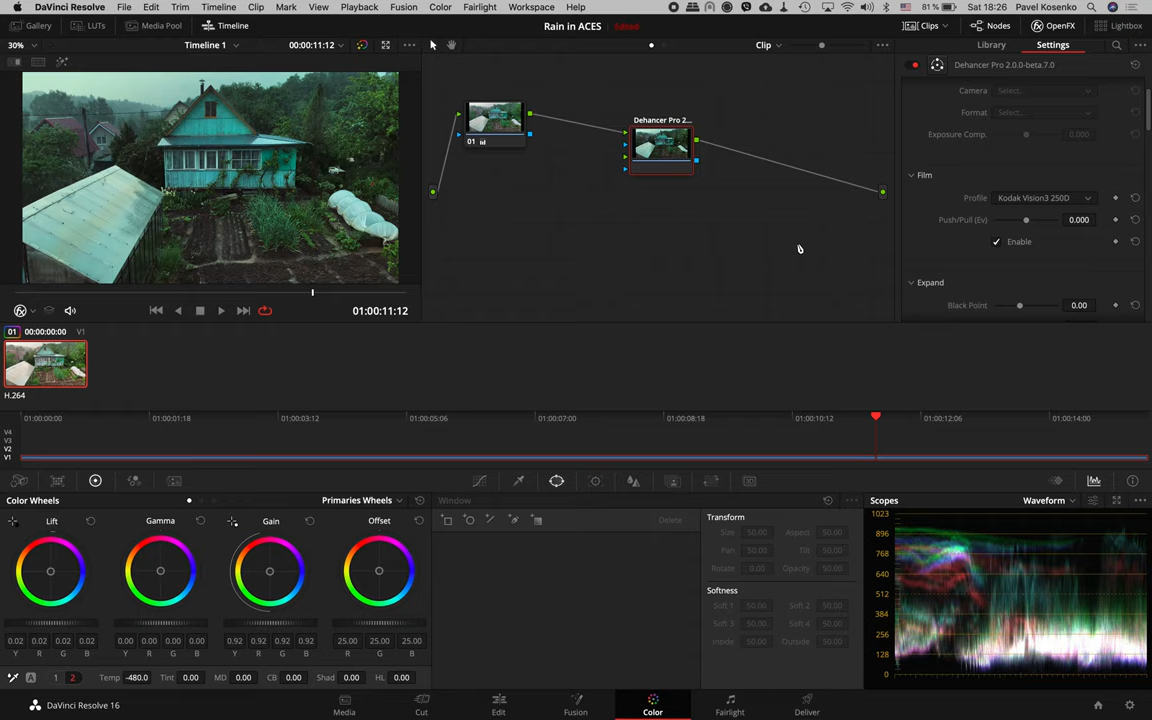 DaVinci Resolve File Edit Trim Timeline Clip Mark View Playback Fusion Color Fairlight Workspace Help 81 % Sat 18:26 Pavel Kosenko
Gallery LUTs Media Pool Timeline Rain in ACES Edited Clips Nodes OpenFX Lightbox
30% Timeline 1 00:00:11:12 Clip Library Settings
Dehancer Pro 2.0.0-beta.7.0
Camera Select...
Format Select...
Dehancer Pro 2...
Exposure Comp. 0.000
01
Film
Profile Kodak Vision3 250D
Push/Pull (Ev) 0.000
Enable
Expand
Black Point 0.00
01:00:11:12
01 00:00:00:00 V1
H.264
01:00:00:00 01:00:01:18 01:00:03:12 01:00:05:06 01:00:07:00 01:00:08:18 01:00:10:12 01:00:12:06 01:00:14:00
V4
V3
V2
V1
Color Wheels Primaries Wheels Window Scopes Waveform
Lift Gamma Gain Offset Delete Transform
Size 50.00 Aspect 50.00
Pan 50.00 Tilt 50.00
Rotate 0.00 Opacity 50.00
Softness
Soft 1 50.00 Soft 2 50.00
Soft 3 50.00 Soft 4 50.00
Inside 50.00 Outside 50.00
1023
896
768
640
512
384
256
128
0
0.02 0.02 0.02 0.02 0.00 0.00 0.00 0.00 0.92 0.92 0.92 0.92 25.00 25.00 25.00
Y R G B Y R G B Y R G B R G B
A 1 2 Temp -480.0 Tint 0.00 MD 0.00 CB 0.00 Shad 0.00 HL 0.00
DaVinci Resolve 16 Media Cut Edit Fusion Color Fairlight Deliver